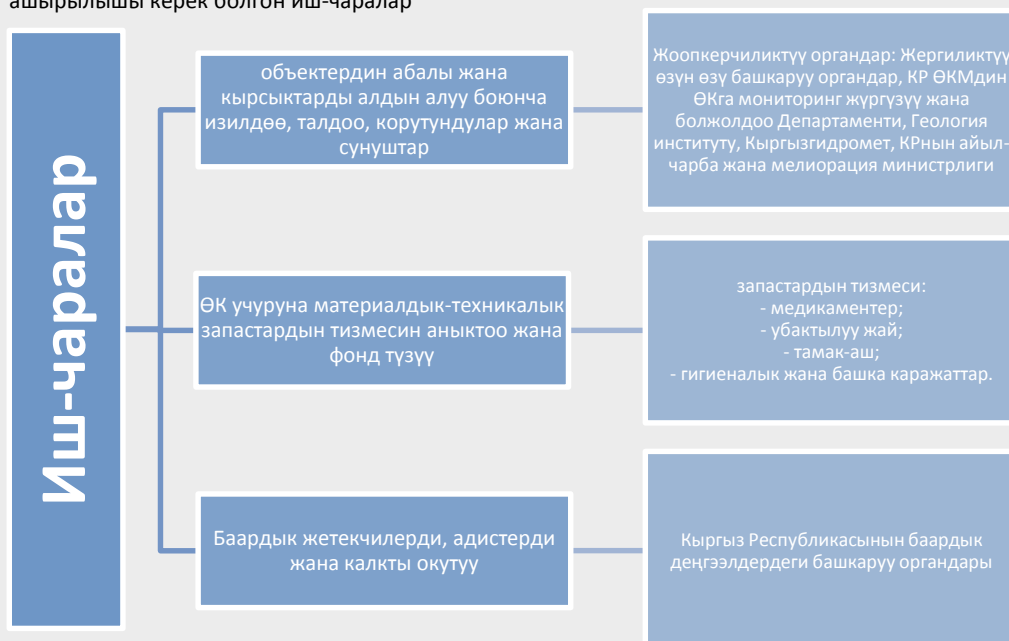 ашырылышы керек болгон иш-чаралар
Иш-чаралар
объектердин абалы жана
кырсыктарды алдын алуу боюнча
изилдөө, талдоо, корутундулар жана
сунуштар
Жоопкерчиликтүү органдар: Жергиликтүү
өзүн өзү башкаруу органдар, КР ӨКМдин
ӨКга мониторинг жүргүзүү жана
болжолдоо Департаменти, Геология
институту, Кыргызгидромет, КРнын айыл-
чарба жана мелиорация министрлиги
ӨК учуруна материалдык-техникалык
запастардын тизмесин аныктоо жана
фонд түзүү
запастардын тизмеси:
- медикаментер;
- убактылуу жай;
- тамак-аш;
- гигиеналык жана башка каражаттар.
Баардык жетекчилерди, адистерди
жана калкты окутуу
Кыргыз Республикасынын баардык
деңгээлдердеги башкаруу органдары